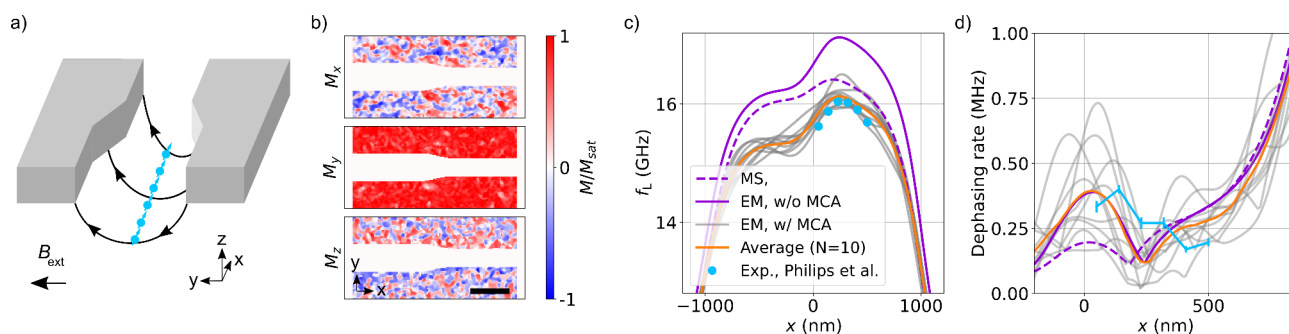 a)
B_ext
z
x
y
b)
M_x
M_y
M_z
y
x
1
0
-1
M/M_sat
c)
f_L (GHz)
16
14
MS,
EM, w/o MCA
EM, w/ MCA
Average (N=10)
Exp., Philips et al.
−1000
0
1000
x (nm)
d)
Dephasing rate (MHz)
1.00
0.75
0.50
0.25
0.00
0
500
x (nm)